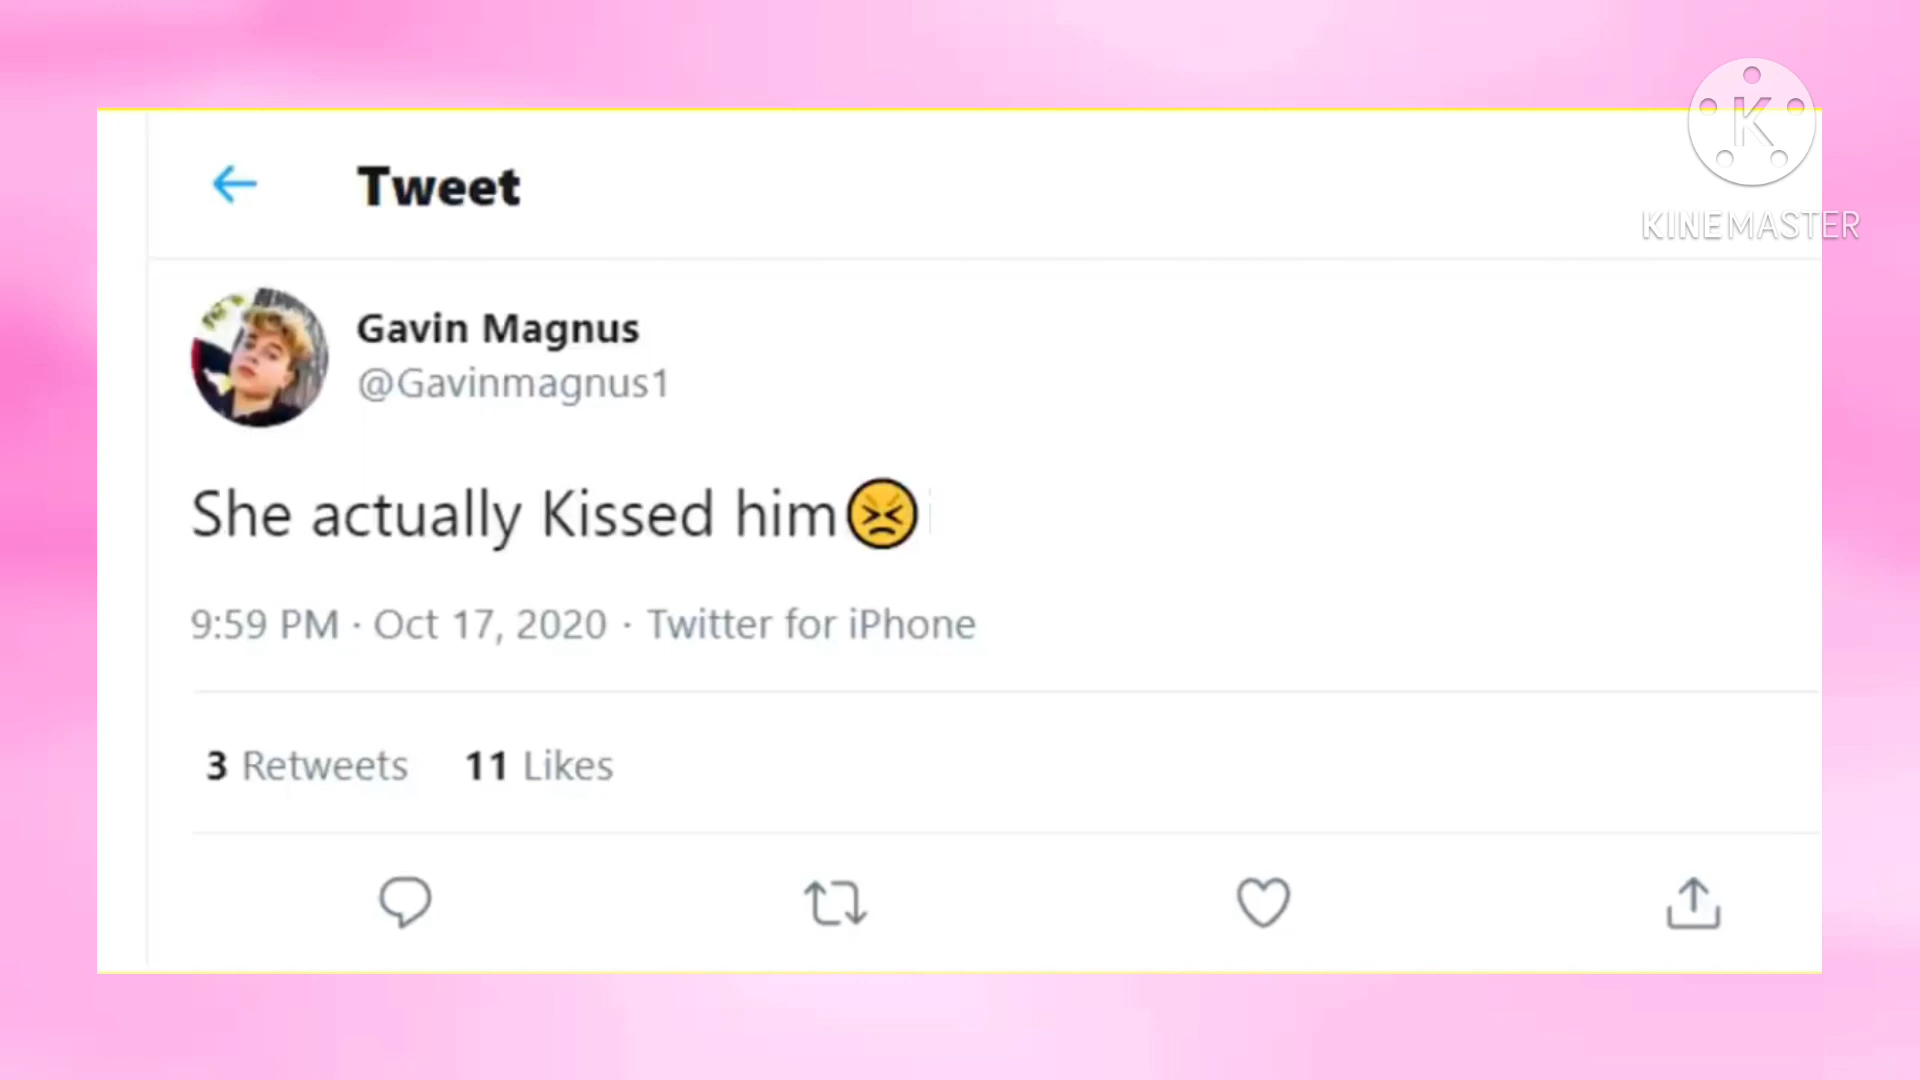 K
KINEMASTER
Tweet
Gavin Magnus
@Gavinmagnus1
She actually Kissed him😣
9:59 PM · Oct 17, 2020 · Twitter for iPhone
3 Retweets 11 Likes